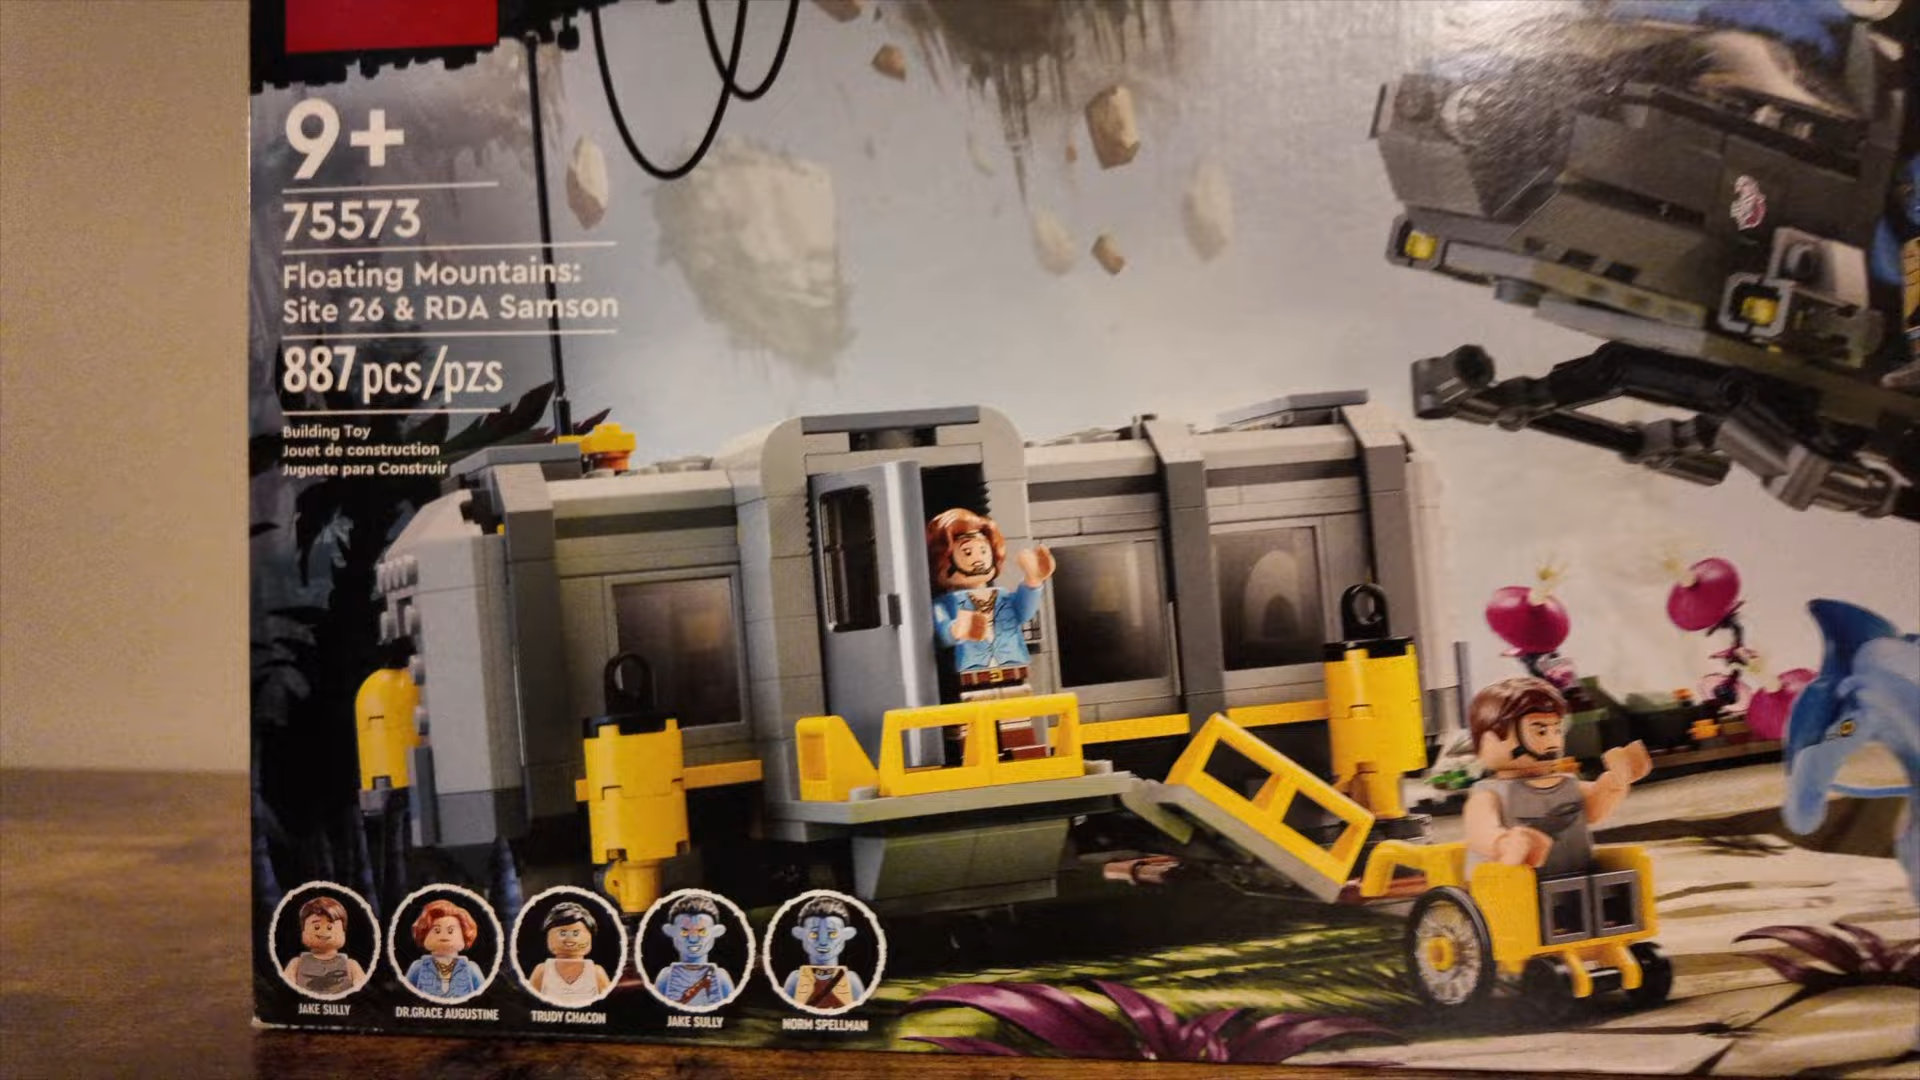 9+
75573
Floating Mountains:
Site 26 & RDA Samson
887 pcs/pzs
Building Toy
Jouet de construction
Juguete para Construir
JAKE SULLY
DR.GRACE AUGUSTINE
TRUDY CHACON
JAKE SULLY
NORM SPELLMAN